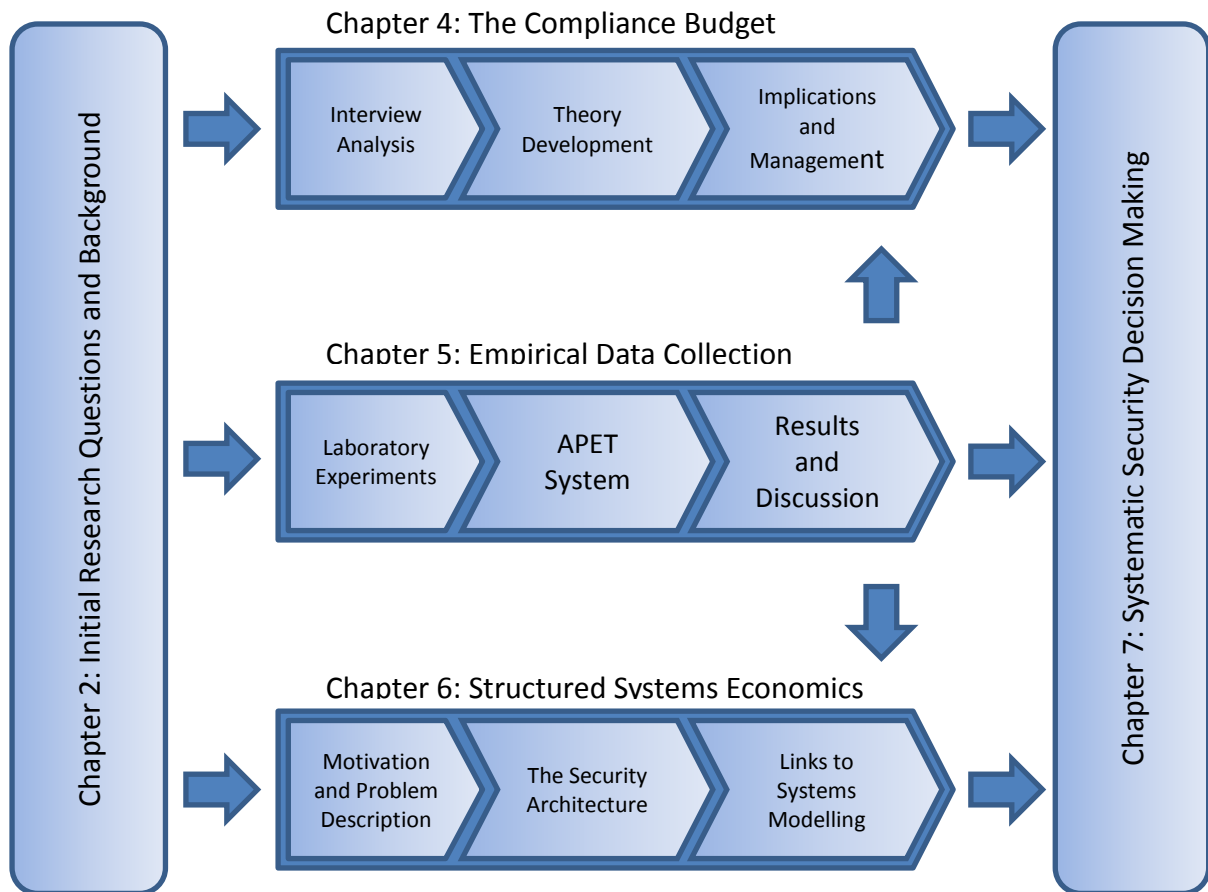 Chapter 2: Initial Research Questions and Background
Chapter 4: The Compliance Budget
Interview
Analysis
Theory
Development
Implications
and
Management
Chapter 5: Empirical Data Collection
Laboratory
Experiments
APET
System
Results
and
Discussion
Chapter 6: Structured Systems Economics
Motivation
and Problem
Description
The Security
Architecture
Links to
Systems
Modelling
Chapter 7: Systematic Security Decision Making